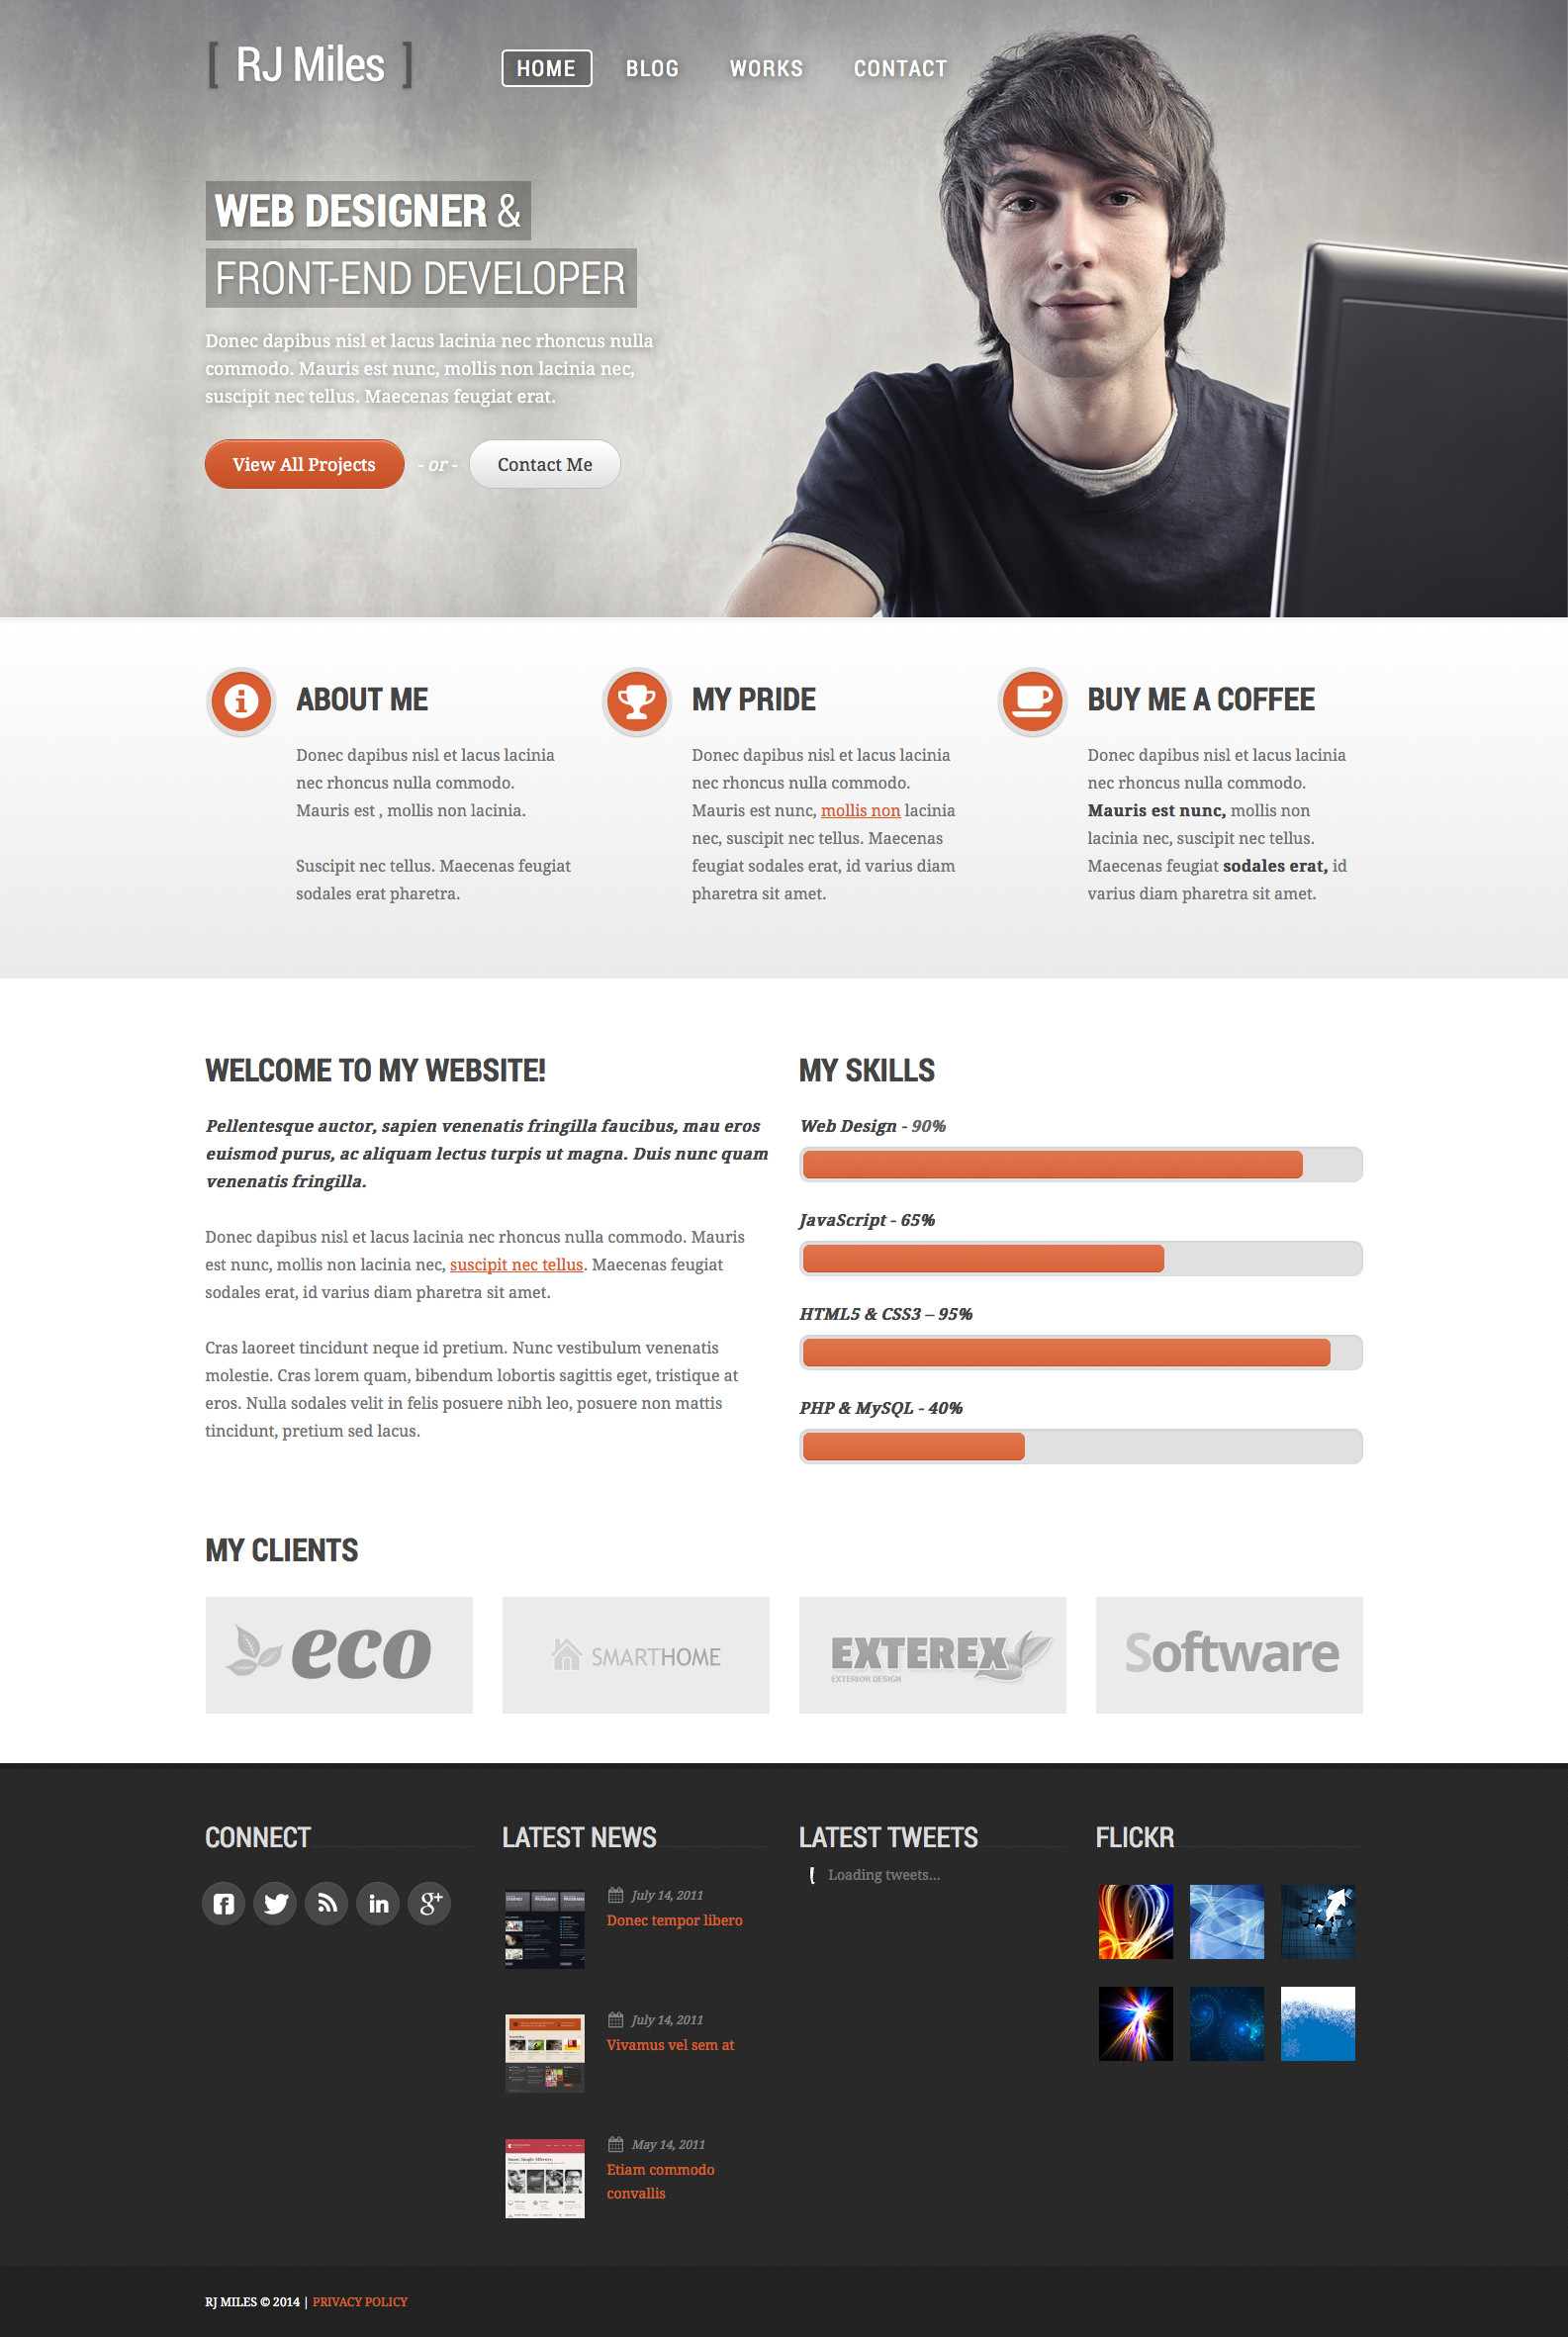 [ RJ Miles ]
HOME BLOG WORKS CONTACT
WEB DESIGNER &
FRONT-END DEVELOPER
Donec dapibus nisl et lacus lacinia nec rhoncus nulla
commodo. Mauris est nunc, mollis non lacinia nec,
suscipit nec tellus. Maecenas feugiat erat.
View All Projects - or - Contact Me
ABOUT ME
Donec dapibus nisl et lacus lacinia
nec rhoncus nulla commodo.
Mauris est , mollis non lacinia.
Suscipit nec tellus. Maecenas feugiat
sodales erat pharetra.
MY PRIDE
Donec dapibus nisl et lacus lacinia
nec rhoncus nulla commodo.
Mauris est nunc, mollis non lacinia
nec, suscipit nec tellus. Maecenas
feugiat sodales erat, id varius diam
pharetra sit amet.
BUY ME A COFFEE
Donec dapibus nisl et lacus lacinia
nec rhoncus nulla commodo.
Mauris est nunc, mollis non
lacinia nec, suscipit nec tellus.
Maecenas feugiat sodales erat, id
varius diam pharetra sit amet.
WELCOME TO MY WEBSITE!
Pellentesque auctor, sapien venenatis fringilla faucibus, mau eros
euismod purus, ac aliquam lectus turpis ut magna. Duis nunc quam
venenatis fringilla.
Donec dapibus nisl et lacus lacinia nec rhoncus nulla commodo. Mauris
est nunc, mollis non lacinia nec, suscipit nec tellus. Maecenas feugiat
sodales erat, id varius diam pharetra sit amet.
Cras laoreet tincidunt neque id pretium. Nunc vestibulum venenatis
molestie. Cras lorem quam, bibendum lobortis sagittis eget, tristique at
eros. Nulla sodales velit in felis posuere nibh leo, posuere non mattis
tincidunt, pretium sed lacus.
MY SKILLS
Web Design - 90%
JavaScript - 65%
HTML5 & CSS3 – 95%
PHP & MySQL - 40%
MY CLIENTS
eco
SMARTHOME
EXTEREX
EXTERIOR DESIGN
Software
CONNECT
in
g+
LATEST NEWS
July 14, 2011
Donec tempor libero
July 14, 2011
Vivamus vel sem at
May 14, 2011
Etiam commodo
convallis
LATEST TWEETS
Loading tweets...
FLICKR
RJ MILES © 2014 | PRIVACY POLICY